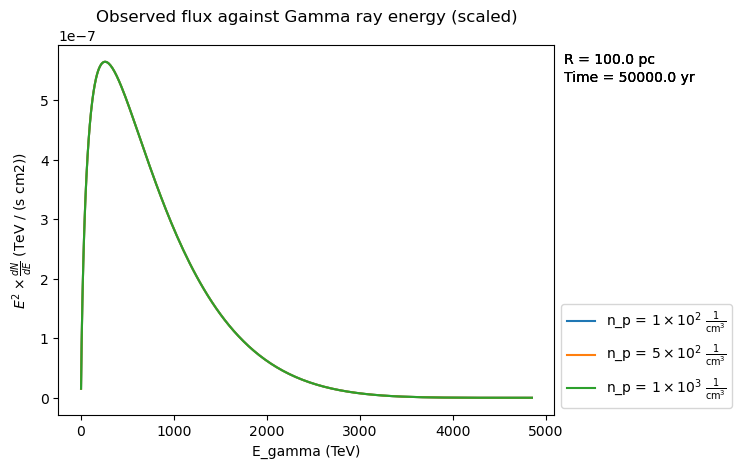 Observed flux against Gamma ray energy (scaled)
1e−7
R = 100.0 pc
Time = 50000.0 yr
5
4
3
2
1
0
E² × dN/dE (TeV / (s cm2))
0 1000 2000 3000 4000 5000
E_gamma (TeV)
n_p = 1 × 10² 1/cm³
n_p = 5 × 10² 1/cm³
n_p = 1 × 10³ 1/cm³